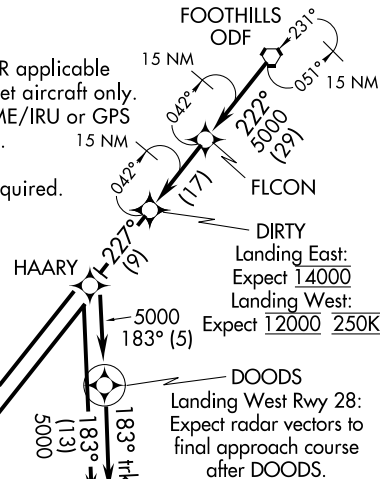 FOOTHILLS
ODF
231°
051°
15 NM
15 NM
R applicable
et aircraft only.
ME/IRU or GPS
.
042°
222°
5000
(29)
15 NM
FLCON
quired.
042°
(17)
DIRTY
Landing East:
Expect 14000
Landing West:
Expect 12000 250K
227°
(9)
HAARY
5000
183° (5)
DOODS
Landing West Rwy 28:
Expect radar vectors to
final approach course
after DOODS.
183°
(13)
5000
183° trk